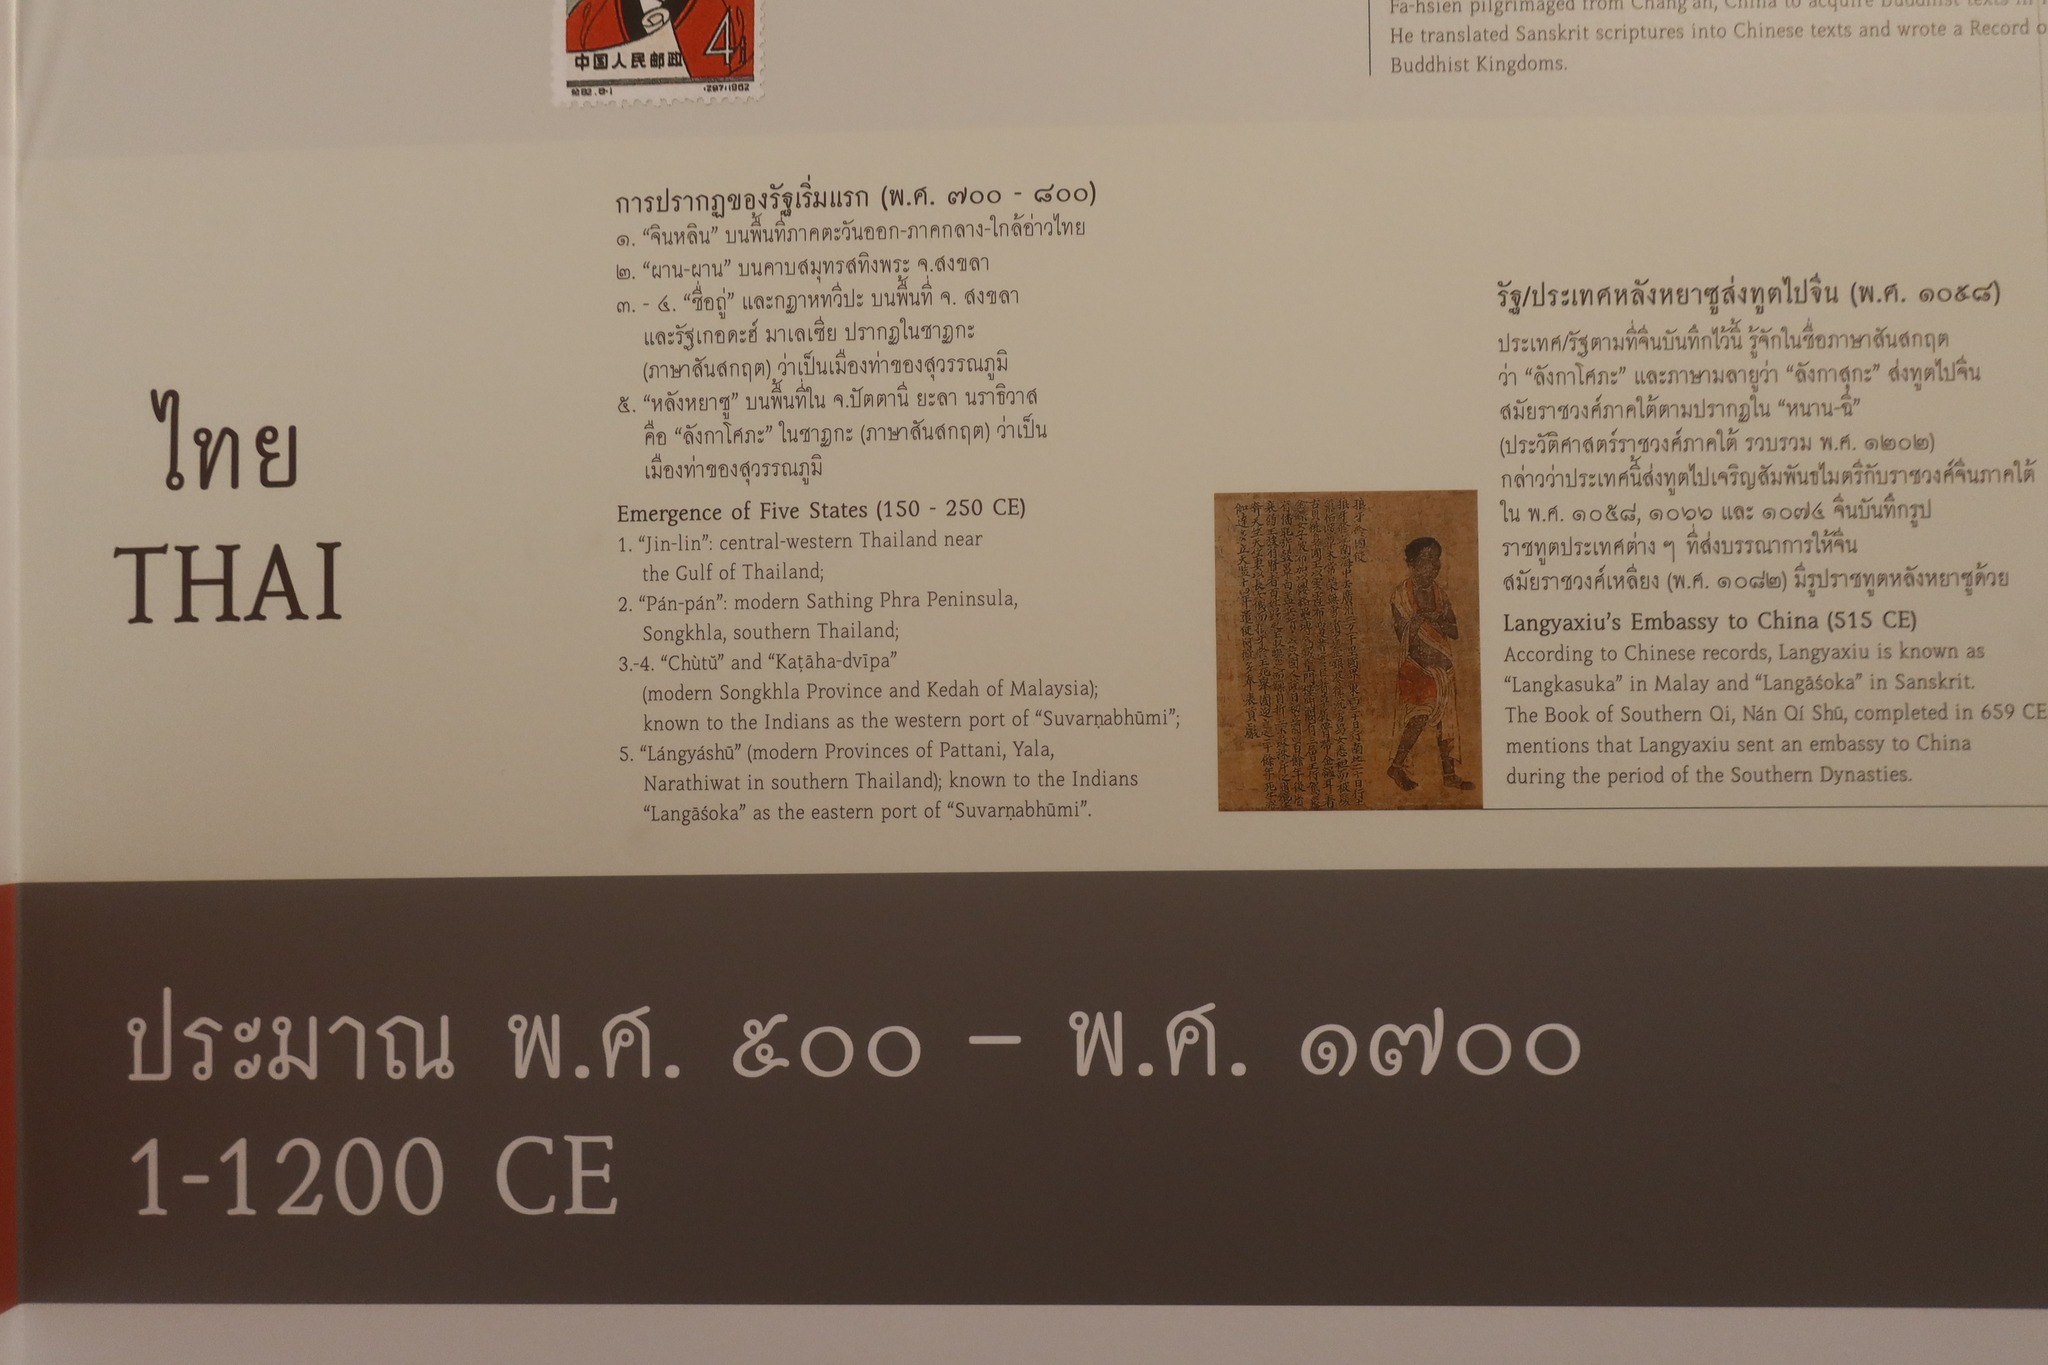 中国人民邮政
4
Fa-hsien pilgrimaged from Chang'an, China to acquire Buddhist texts in
He translated Sanskrit scriptures into Chinese texts and wrote a Record o
Buddhist Kingdoms.
ไทย
THAI
การปรากฏของรัฐเริ่มแรก (พ.ศ. ๗๐๐ - ๘๐๐)
๑. “จินหลิน” บนพื้นที่ภาคตะวันออก-ภาคกลาง-ใกล้อ่าวไทย
๒. “ผาน-ผาน” บนคาบสมุทรสทิงพระ จ.สงขลา
๓. - ๔. “ชื่อถู่” และกฏาหทวีปะ บนพื้นที่ จ. สงขลา
และรัฐเกอดะฮ์ มาเลเซีย ปรากฏในชาฎกะ
(ภาษาสันสกฤต) ว่าเป็นเมืองท่าของสุวรรณภูมิ
๕. “หลังหยาซู” บนพื้นที่ใน จ.ปัตตานี ยะลา นราธิวาส
คือ “ลังกาโศภะ” ในชาฎกะ (ภาษาสันสกฤต) ว่าเป็น
เมืองท่าของสุวรรณภูมิ
Emergence of Five States (150 - 250 CE)
1. “Jin-lin”: central-western Thailand near
the Gulf of Thailand;
2. “Pán-pán”: modern Sathing Phra Peninsula,
Songkhla, southern Thailand;
3.-4. “Chùtŭ” and “Kaṭāha-dvīpa”
(modern Songkhla Province and Kedah of Malaysia);
known to the Indians as the western port of “Suvarṇabhūmi”;
5. “Lángyáshū” (modern Provinces of Pattani, Yala,
Narathiwat in southern Thailand); known to the Indians
“Langāśoka” as the eastern port of “Suvarṇabhūmi”.
รัฐ/ประเทศหลังหยาซูส่งทูตไปจีน (พ.ศ. ๑๐๕๘)
ประเทศ/รัฐตามที่จีนบันทึกไว้นี้ รู้จักในชื่อภาษาสันสกฤต
ว่า “ลังกาโศภะ” และภาษามลายูว่า “ลังกาสุกะ” ส่งทูตไปจีน
สมัยราชวงศ์ภาคใต้ตามปรากฏใน “หนาน-ฉี”
(ประวัติศาสตร์ราชวงศ์ภาคใต้ รวบรวม พ.ศ. ๑๒๐๒)
กล่าวว่าประเทศนี้ส่งทูตไปเจริญสัมพันธไมตรีกับราชวงศ์จีนภาคใต้
ใน พ.ศ. ๑๐๕๘, ๑๐๖๖ และ ๑๐๗๔ จีนบันทึกรูป
ราชทูตประเทศต่าง ๆ ที่ส่งบรรณาการให้จีน
สมัยราชวงศ์เหลียง (พ.ศ. ๑๐๘๒) มีรูปราชทูตหลังหยาซูด้วย
Langyaxiu's Embassy to China (515 CE)
According to Chinese records, Langyaxiu is known as
“Langkasuka” in Malay and “Langāśoka” in Sanskrit.
The Book of Southern Qi, Nán Qí Shū, completed in 659 CE
mentions that Langyaxiu sent an embassy to China
during the period of the Southern Dynasties.
ประมาณ พ.ศ. ๕๐๐ – พ.ศ. ๑๗๐๐
1-1200 CE